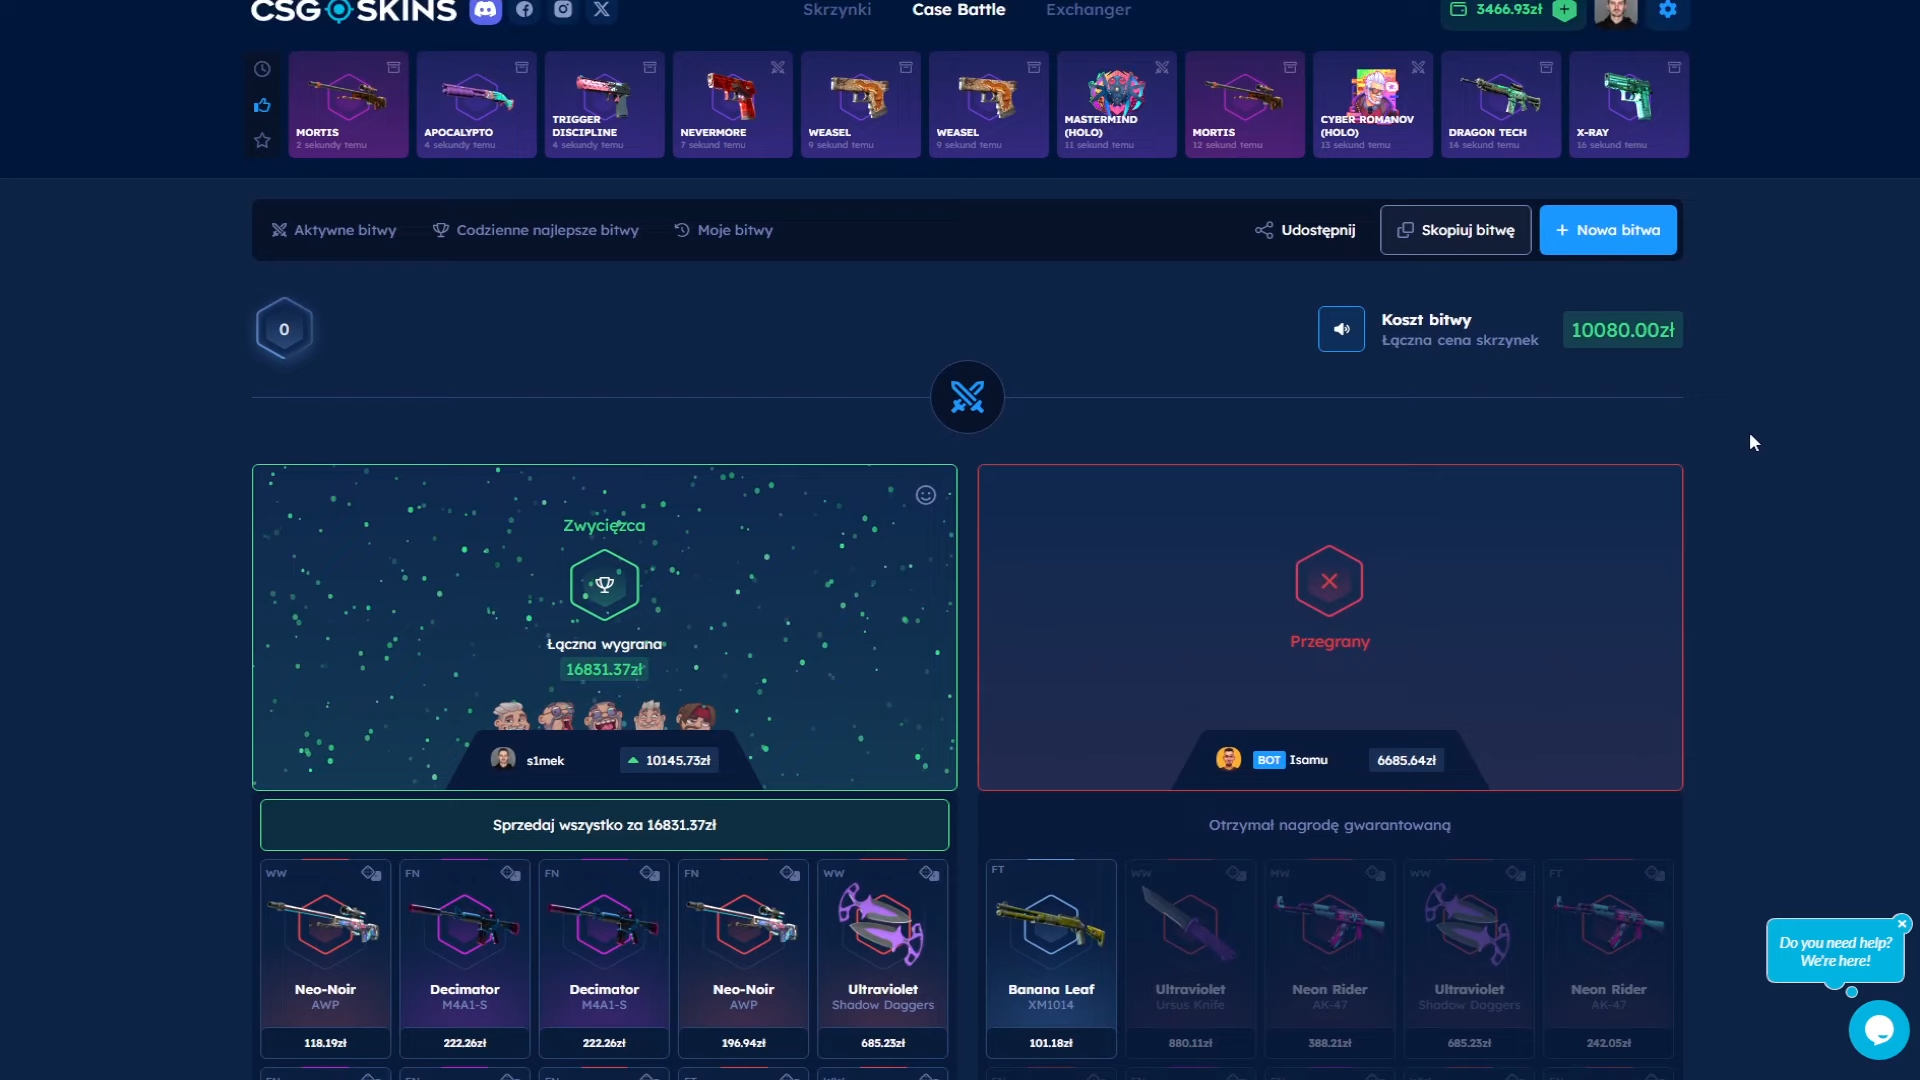 CSGOSKINS
Skrzynki
Case Battle
Exchanger
3466.93zł
MORTIS
2 sekundy temu
APOCALYPTO
4 sekundy temu
TRIGGER
DISCIPLINE
4 sekundy temu
NEVERMORE
7 sekund temu
WEASEL
9 sekund temu
WEASEL
9 sekund temu
MASTERMIND
(HOLO)
11 sekund temu
MORTIS
12 sekund temu
CYBER ROMANOV
(HOLO)
13 sekund temu
DRAGON TECH
14 sekund temu
X-RAY
16 sekund temu
Aktywne bitwy
Codzienne najlepsze bitwy
Moje bitwy
Udostępnij
Skopiuj bitwę
+ Nowa bitwa
0
Koszt bitwy
Łączna cena skrzynek
10080.00zł
Zwycięzca
Łączna wygrana
16831.37zł
s1mek
10145.73zł
Przegrany
BOT Isamu
6685.64zł
Sprzedaj wszystko za 16831.37zł
Otrzymał nagrodę gwarantowaną
WW
Neo-Noir
AWP
118.19zł
FN
Decimator
M4A1-S
222.26zł
FN
Decimator
M4A1-S
222.26zł
FN
Neo-Noir
AWP
196.94zł
WW
Ultraviolet
Shadow Daggers
685.23zł
FT
Banana Leaf
XM1014
101.18zł
WW
Ultraviolet
Ursus Knife
880.11zł
MW
Neon Rider
AK-47
388.21zł
WW
Ultraviolet
Shadow Daggers
685.23zł
FT
Neon Rider
AK-47
242.05zł
Do you need help?
We're here!